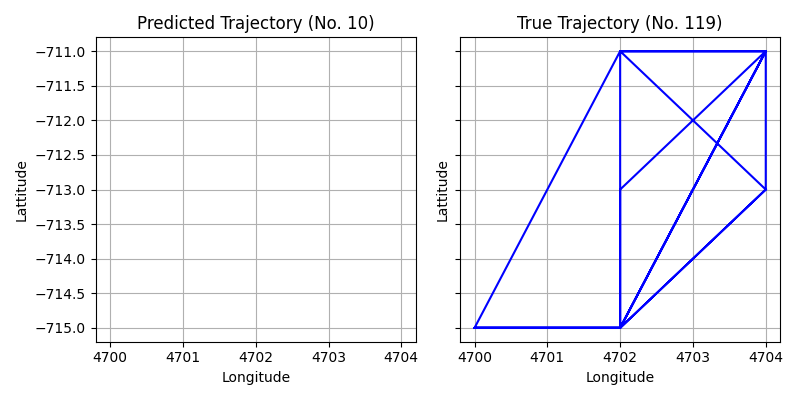 Predicted Trajectory (No. 10)
True Trajectory (No. 119)
−711.0
−711.5
−712.0
−712.5
−713.0
−713.5
−714.0
−714.5
−715.0
Lattitude
4700 4701 4702 4703 4704
Longitude
Lattitude
4700 4701 4702 4703 4704
Longitude